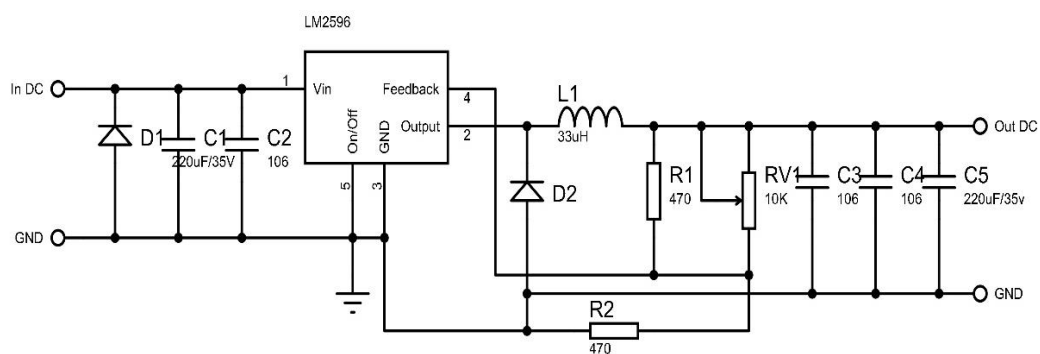 LM2596
In DC
1
Vin
Feedback
4
Output
2
On/Off
GND
5
3
D1
C1
220uF/35V
C2
106
L1
33uH
Out DC
D2
R1
470
RV1
10K
C3
106
C4
106
C5
220uF/35v
GND
GND
R2
470